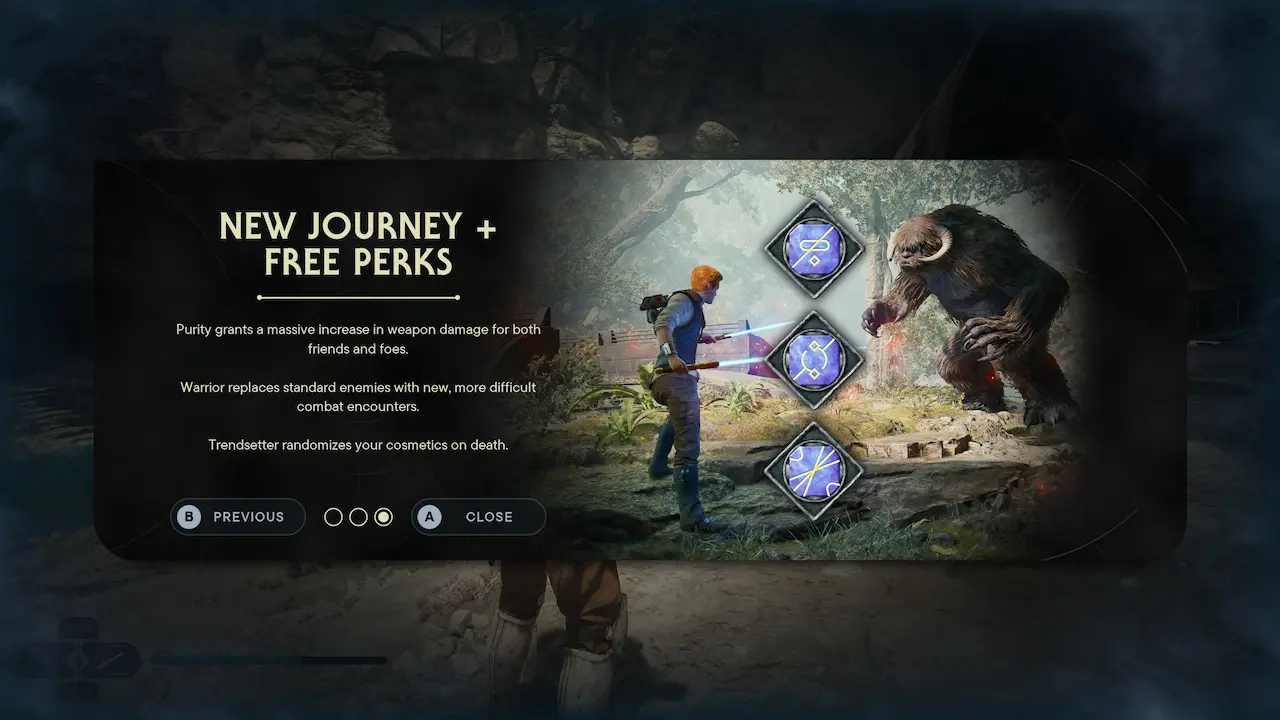 NEW JOURNEY +
FREE PERKS
Purity grants a massive increase in weapon damage for both
friends and foes.
Warrior replaces standard enemies with new, more difficult
combat encounters.
Trendsetter randomizes your cosmetics on death.
B PREVIOUS
A CLOSE